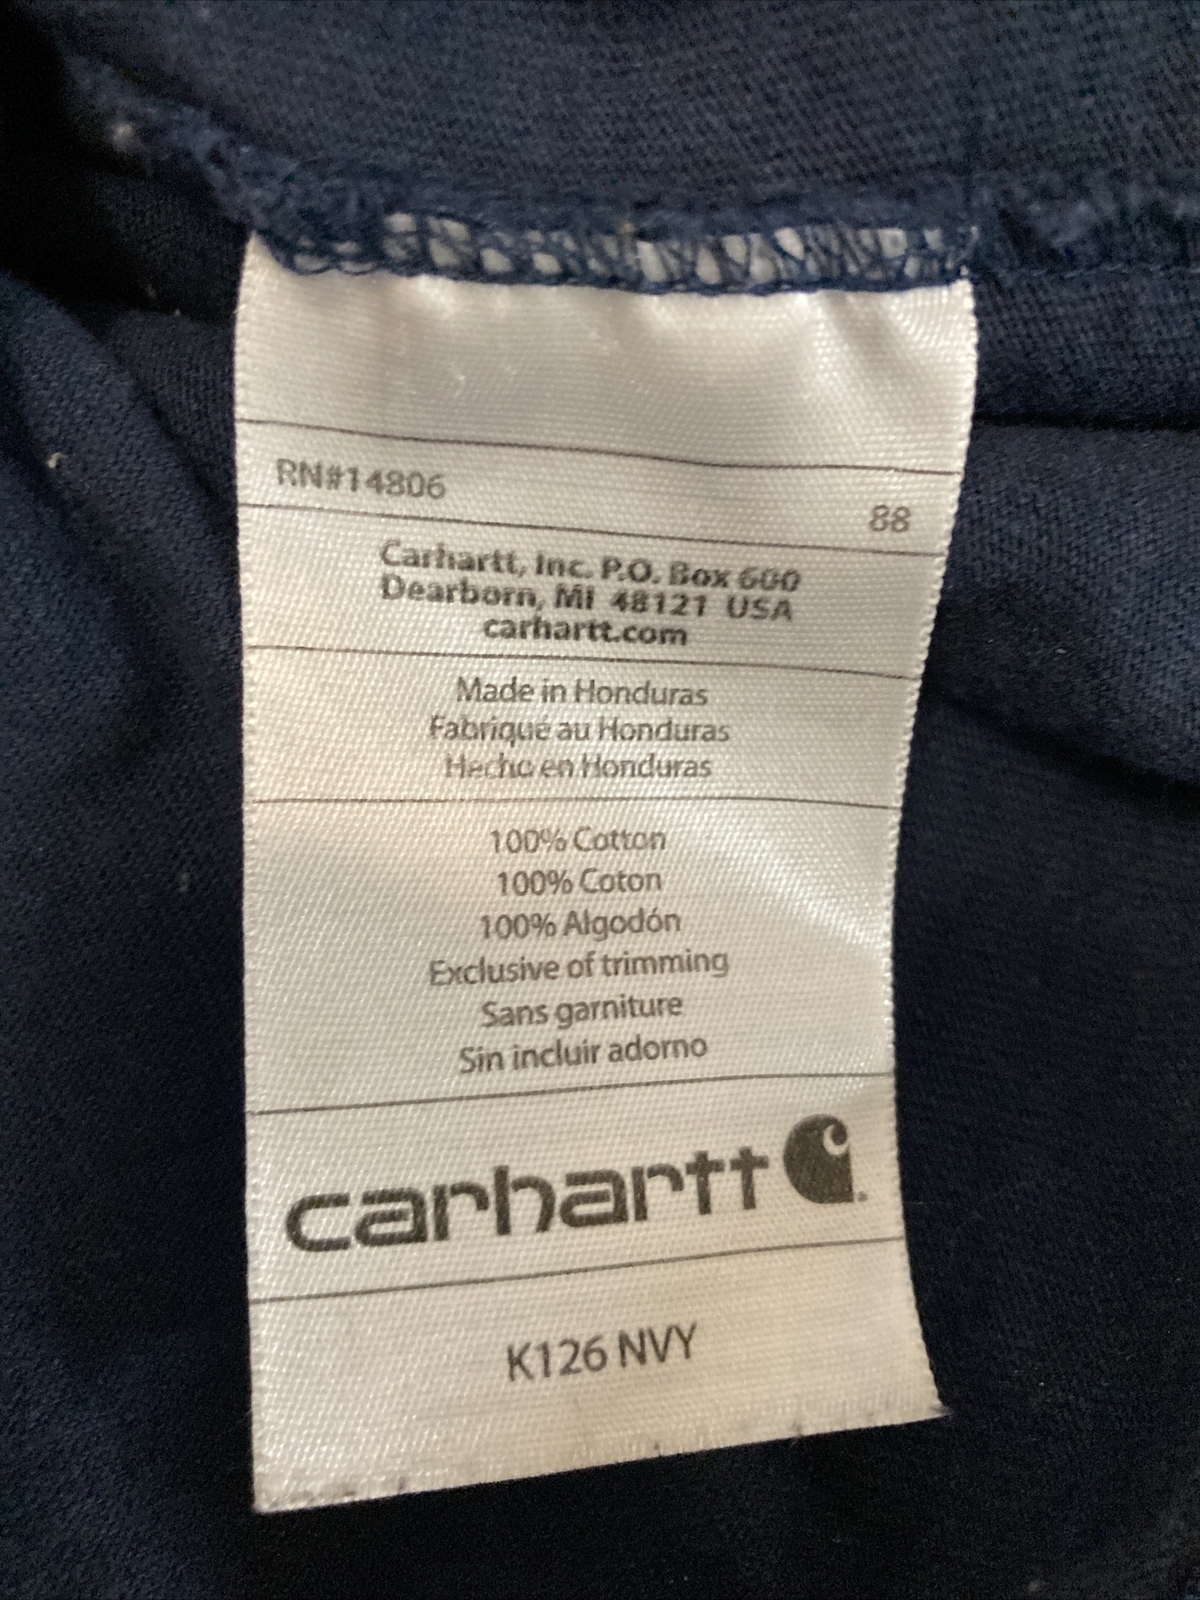 RN#14806
88
Carhartt, Inc. P.O. Box 600
Dearborn, MI 48121 USA
carhartt.com
Made in Honduras
Fabriqué au Honduras
Hecho en Honduras
100% Cotton
100% Coton
100% Algodón
Exclusive of trimming
Sans garniture
Sin incluir adorno
carhartt
K126 NVY